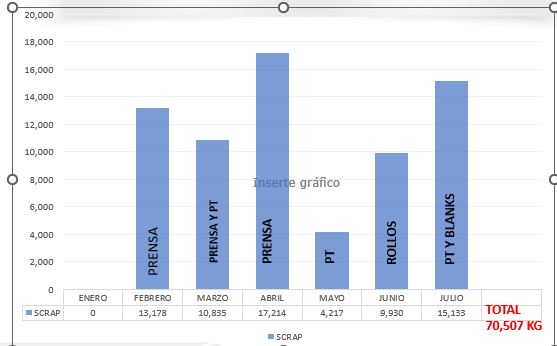 20,000
18,000
16,000
14,000
12,000
10,000
8,000
6,000
4,000
2,000
0
Inserte gráfico
PRENSA
PRENSA Y PT
PRENSA
PT
ROLLOS
PT Y BLANKS
ENERO FEBRERO MARZO ABRIL MAYO JUNIO JULIO
SCRAP 0 13,178 10,835 17,214 4,217 9,930 15,133
TOTAL
70,507 KG
SCRAP